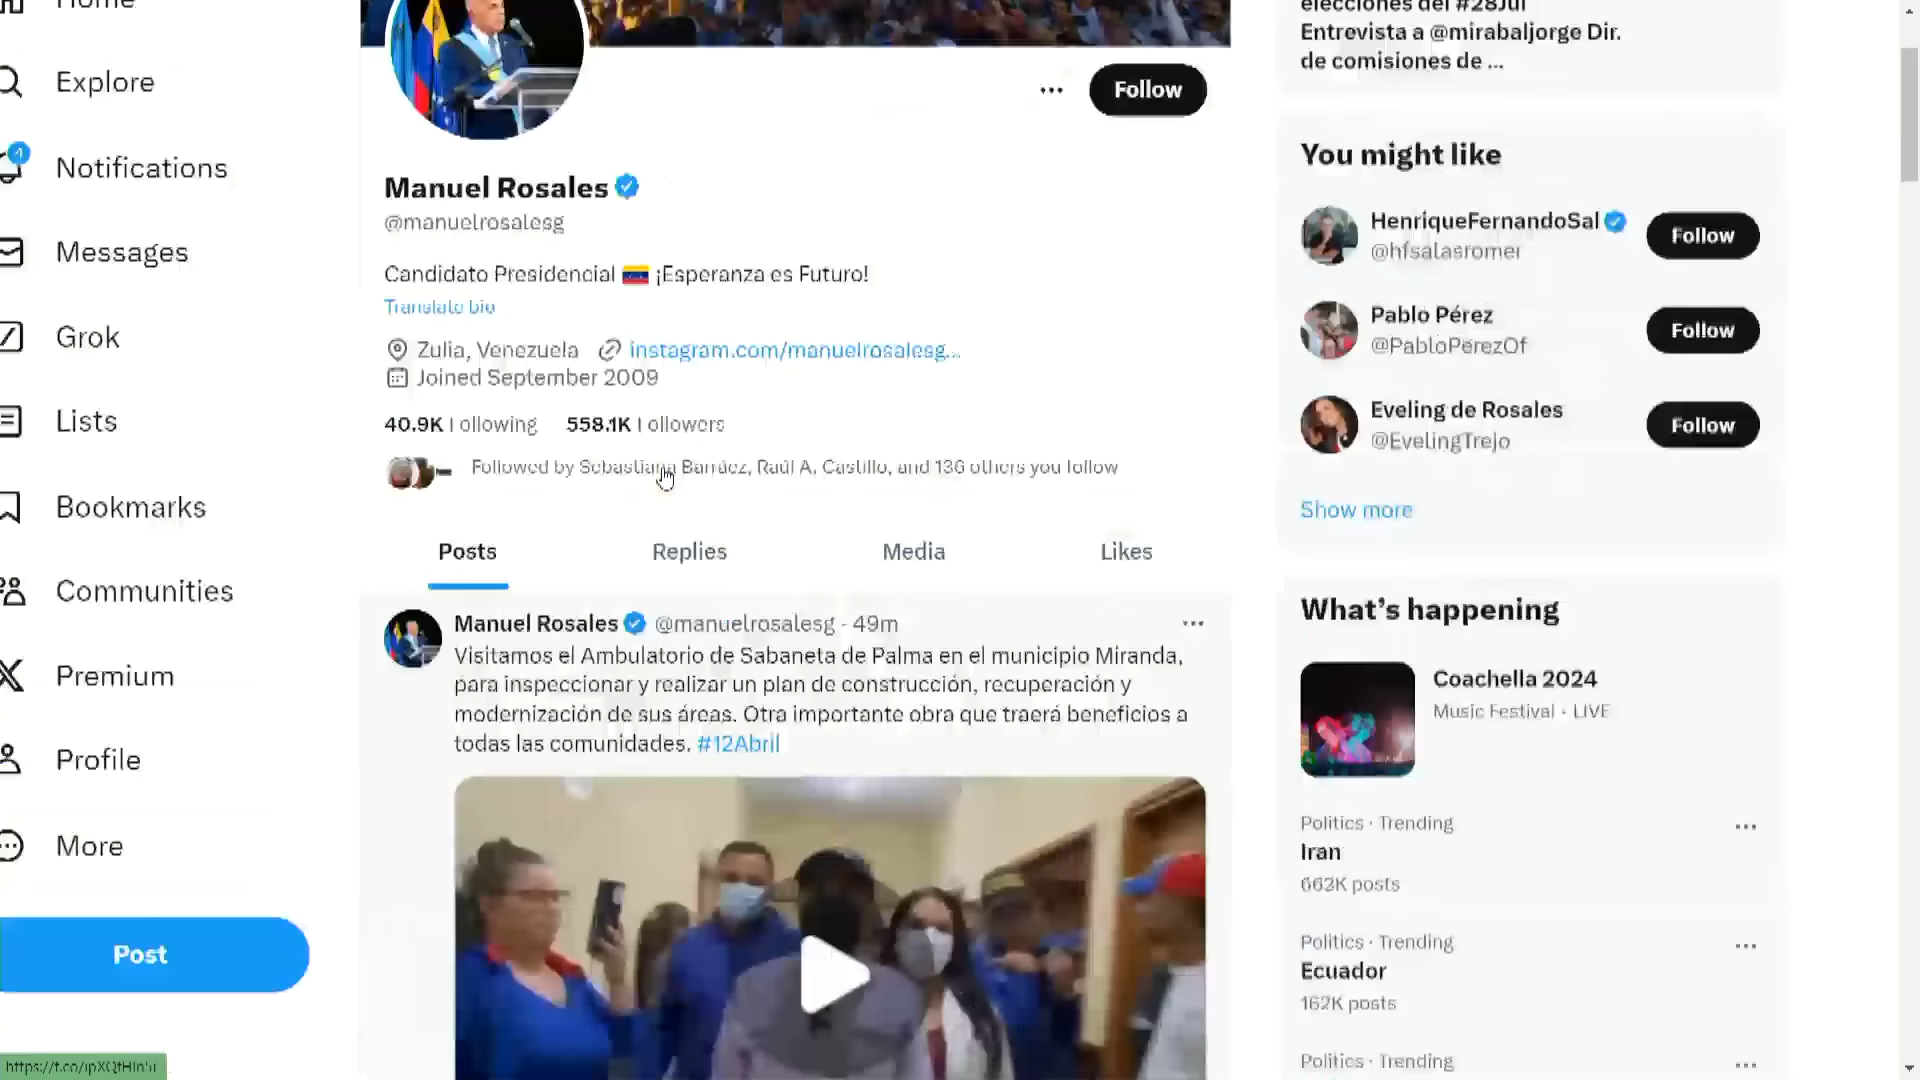 Home
Explore
4
Notifications
Messages
Grok
Lists
Bookmarks
Communities
Premium
Profile
More
Post
Follow
Manuel Rosales
@manuelrosalesg
Candidato Presidencial 🇻🇪 ¡Esperanza es Futuro!
Translate bio
Zulia, Venezuela instagram.com/manuelrosalesg...
Joined September 2009
40.9K Following 558.1K Followers
Followed by Sebastiana Barráez, Raúl A. Castillo, and 136 others you follow
Posts Replies Media Likes
Manuel Rosales @manuelrosalesg · 49m
Visitamos el Ambulatorio de Sabaneta de Palma en el municipio Miranda,
para inspeccionar y realizar un plan de construcción, recuperación y
modernización de sus áreas. Otra importante obra que traerá beneficios a
todas las comunidades. #12Abril
elecciones del #28Jul
Entrevista a @mirabaljorge Dir.
de comisiones de ...
You might like
HenriqueFernandoSal
@hfsalasromer
Follow
Pablo Pérez
@PabloPerezOf
Follow
Eveling de Rosales
@EvelingTrejo
Follow
Show more
What's happening
Coachella 2024
Music Festival · LIVE
Politics · Trending
Iran
662K posts
Politics · Trending
Ecuador
162K posts
Politics · Trending